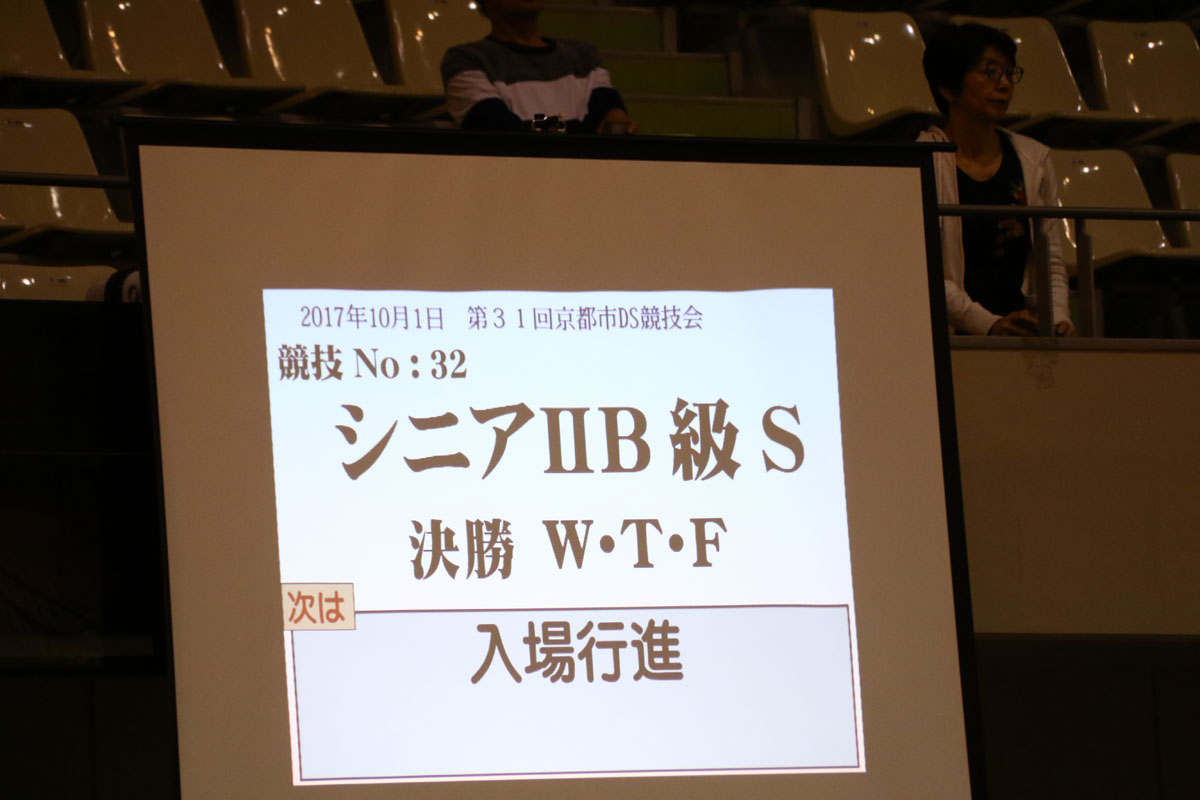 2017年10月1日　第３１回京都市DS競技会
競技 No : 32
シニアⅡB 級 S
決勝 W・T・F
次は
入場行進